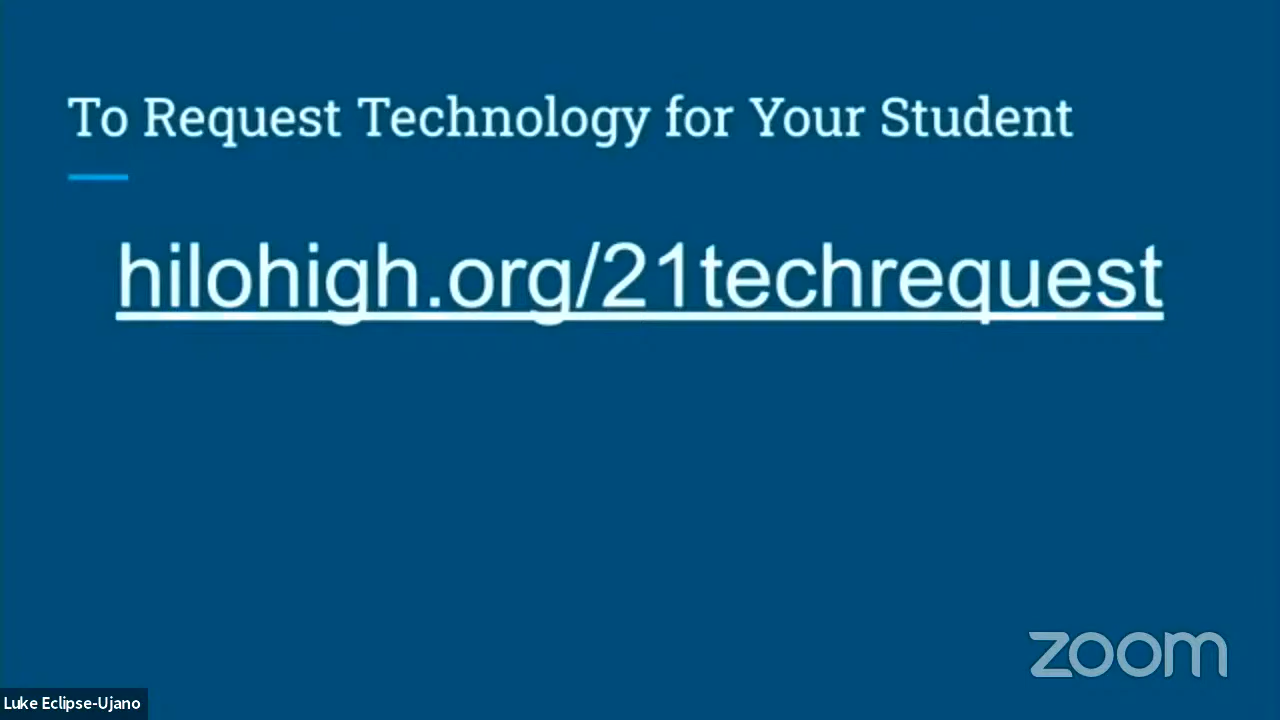 To Request Technology for Your Student
hilohigh.org/21techrequest
zoom
Luke Eclipse-Ujano